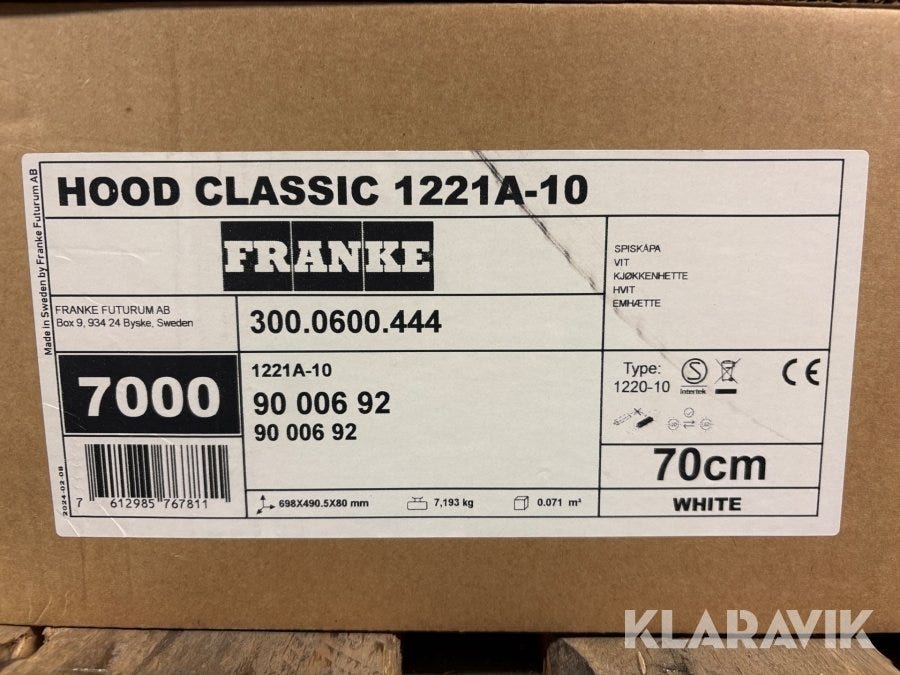 HOOD CLASSIC 1221A-10
FRANKE
SPISKÅPA
VIT
KJØKKENHETTE
HVIT
EMHÆTTE
Made in Sweden by Franke Futurum AB
FRANKE FUTURUM AB
Box 9, 934 24 Byske, Sweden
300.0600.444
7000
1221A-10
90 006 92
90 006 92
Type:
1220-10
S
Intertek
CE
70cm
WHITE
2024-02-08
7 612985 767811
698X490.5X80 mm
7,193 kg
0.071 m³
KLARAVIK